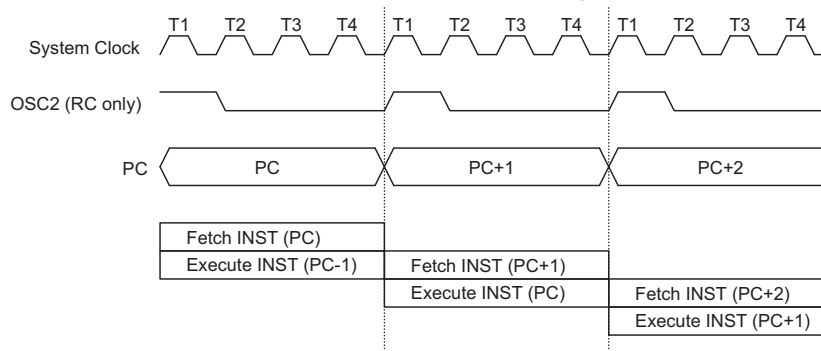 T1 T2 T3 T4 T1 T2 T3 T4 T1 T2 T3 T4
System Clock
OSC2 (RC only)
PC PC PC+1 PC+2
Fetch INST (PC)
Execute INST (PC-1) Fetch INST (PC+1)
Execute INST (PC) Fetch INST (PC+2)
Execute INST (PC+1)